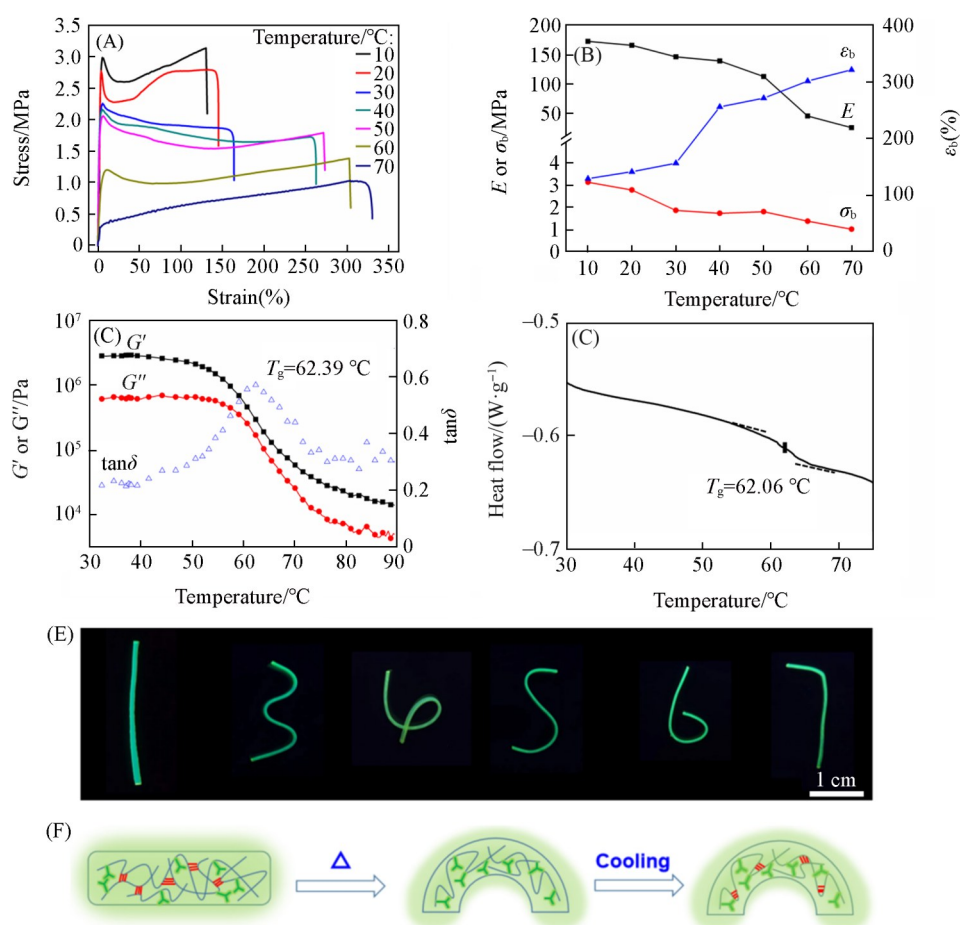 (A)
Temperature/°C:
10
20
30
40
50
60
70
Stress/MPa
3.5
3.0
2.5
2.0
1.5
1.0
0.5
0
0 50 100 150 200 250 300 350
Strain(%)
(B)
E or σb/MPa
200
150
100
50
4
3
2
1
0
εb
E
σb
400
300
200
100
0
εb(%)
10 20 30 40 50 60 70
Temperature/°C
(C)
G′ or G″/Pa
10⁷
10⁶
10⁵
10⁴
G′
G″
tanδ
Tg=62.39 °C
0.8
0.6
0.4
0.2
0
tanδ
30 40 50 60 70 80 90
Temperature/°C
(C)
Heat flow/(W·g⁻¹)
−0.5
−0.6
−0.7
Tg=62.06 °C
30 40 50 60 70
Temperature/°C
(E)
1 cm
(F)
Δ
Cooling